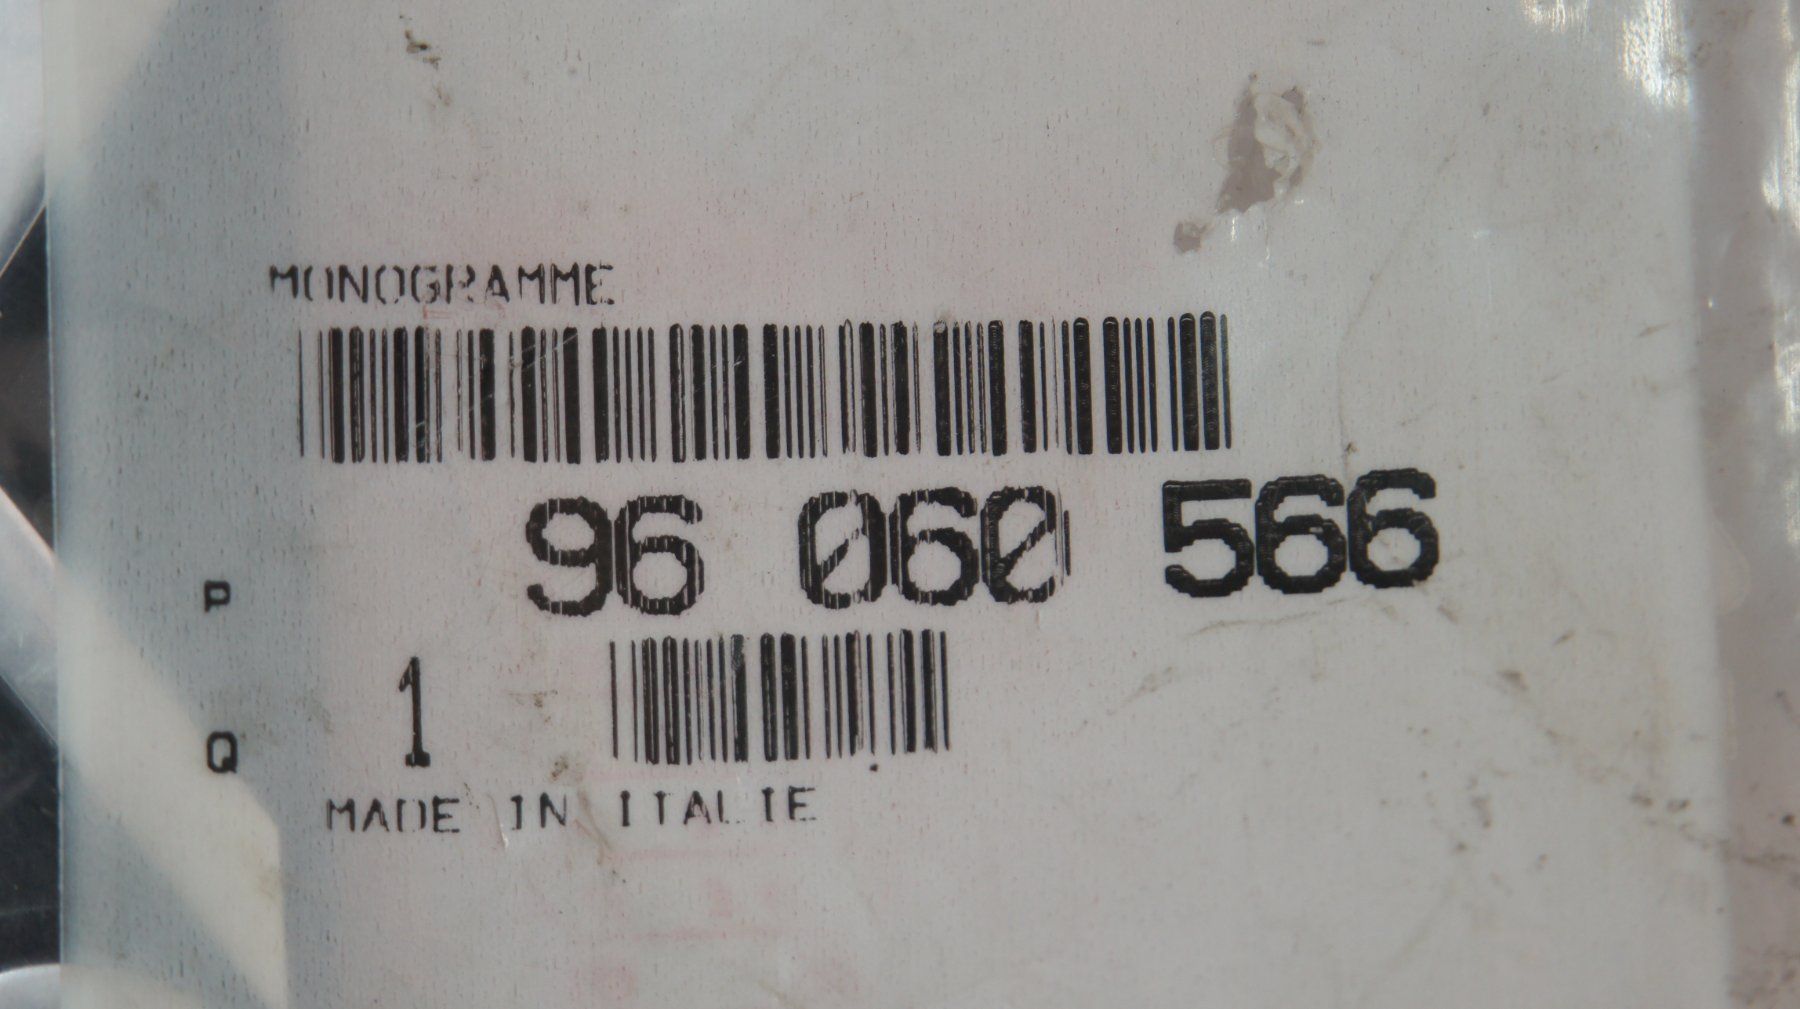 MONOGRAMME
P 96 060 566
Q 1
MADE IN ITALIE